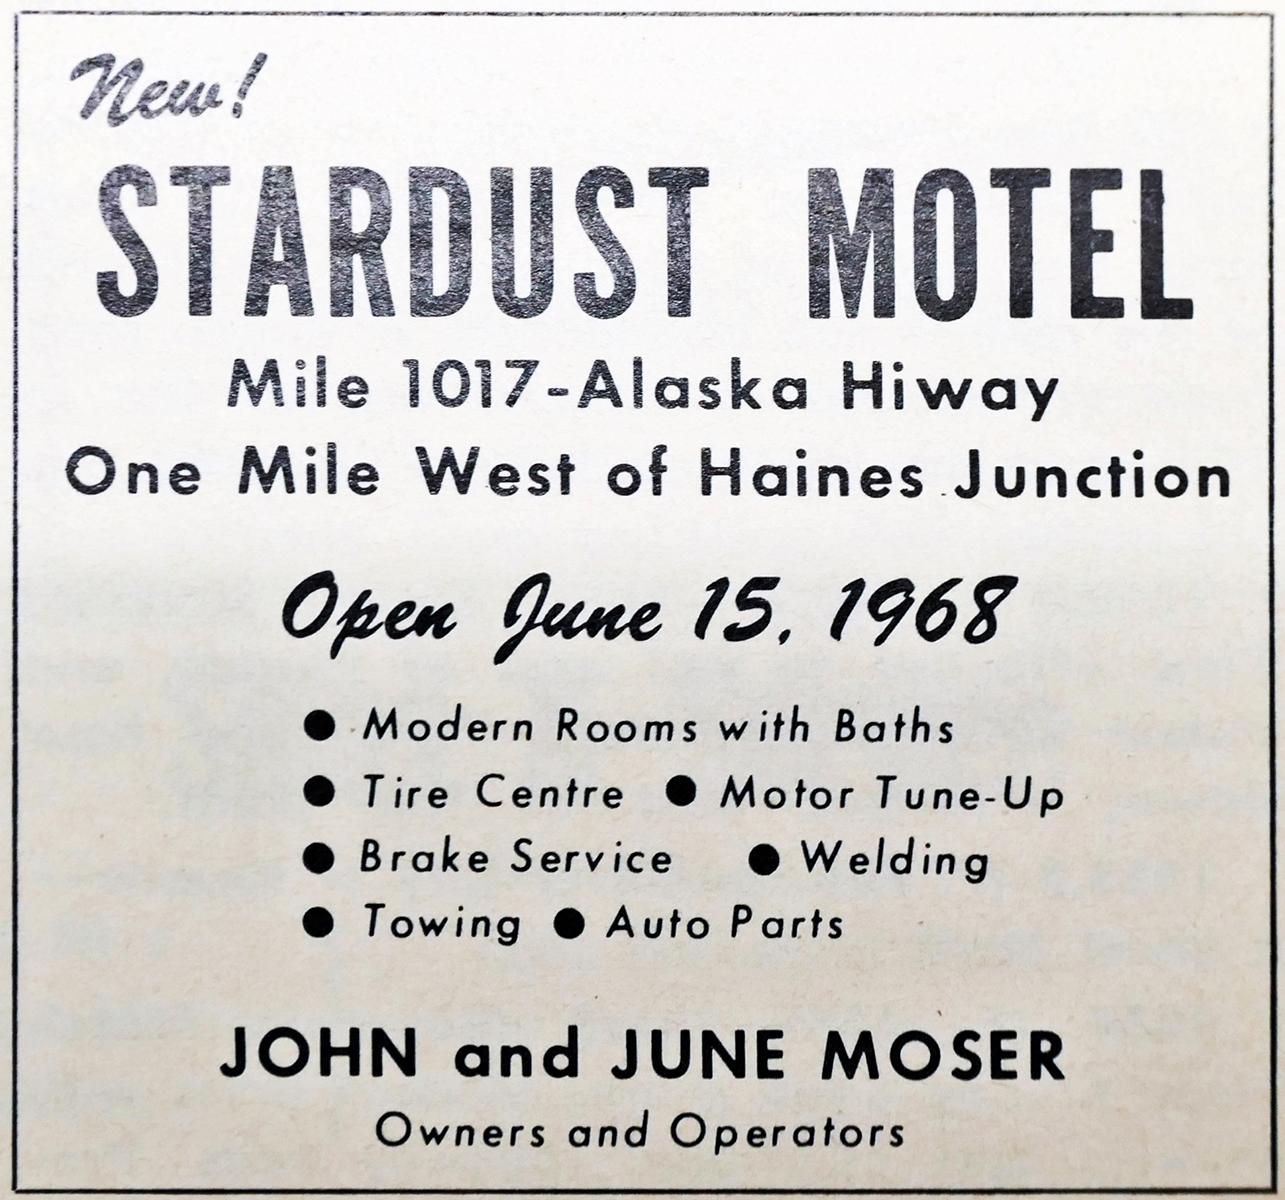 New!
STARDUST MOTEL
Mile 1017-Alaska Hiway
One Mile West of Haines Junction
Open June 15, 1968
● Modern Rooms with Baths
● Tire Centre ● Motor Tune-Up
● Brake Service ● Welding
● Towing ● Auto Parts
JOHN and JUNE MOSER
Owners and Operators